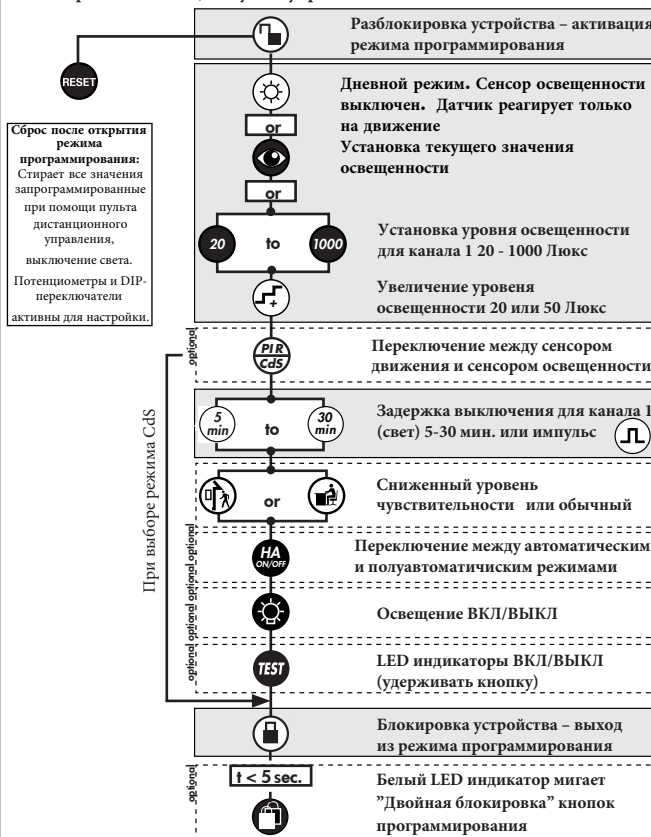 Разблокировка устройства – активация
режима программирования
RESET
Сброс после открытия
режима
программирования:
Стирает все значения
запрограммированные
при помощи пульта
дистанционного
управления,
выключение света.
Потенциометры и DIP-
переключатели
активны для настройки.
Дневной режим. Сенсор освещенности
выключен. Датчик реагирует только
на движение
or
Установка текущего значения
освещенности
or
20
to
1000
Установка уровня освещенности
для канала 1 20 - 1000 Люкс
+
Увеличение уровеня
освещенности 20 или 50 Люкс
optional
PIR
CdS
Переключение между сенсором
движения и сенсором освещенности
При выборе режима CdS
5
min
to
30
min
Задержка выключения для канала 1
(свет) 5-30 мин. или импульс
optional
or
Сниженный уровень
чувствительности или обычный
optional
HA
ON/OFF
Переключение между автоматическим
и полуавтоматичиским режимами
optional
Освещение ВКЛ/ВЫКЛ
optional
TEST
LED индикаторы ВКЛ/ВЫКЛ
(удерживать кнопку)
Блокировка устройства – выход
из режима программирования
optional
t < 5 sec.
Белый LED индикатор мигает
”Двойная блокировка” кнопок
программирования